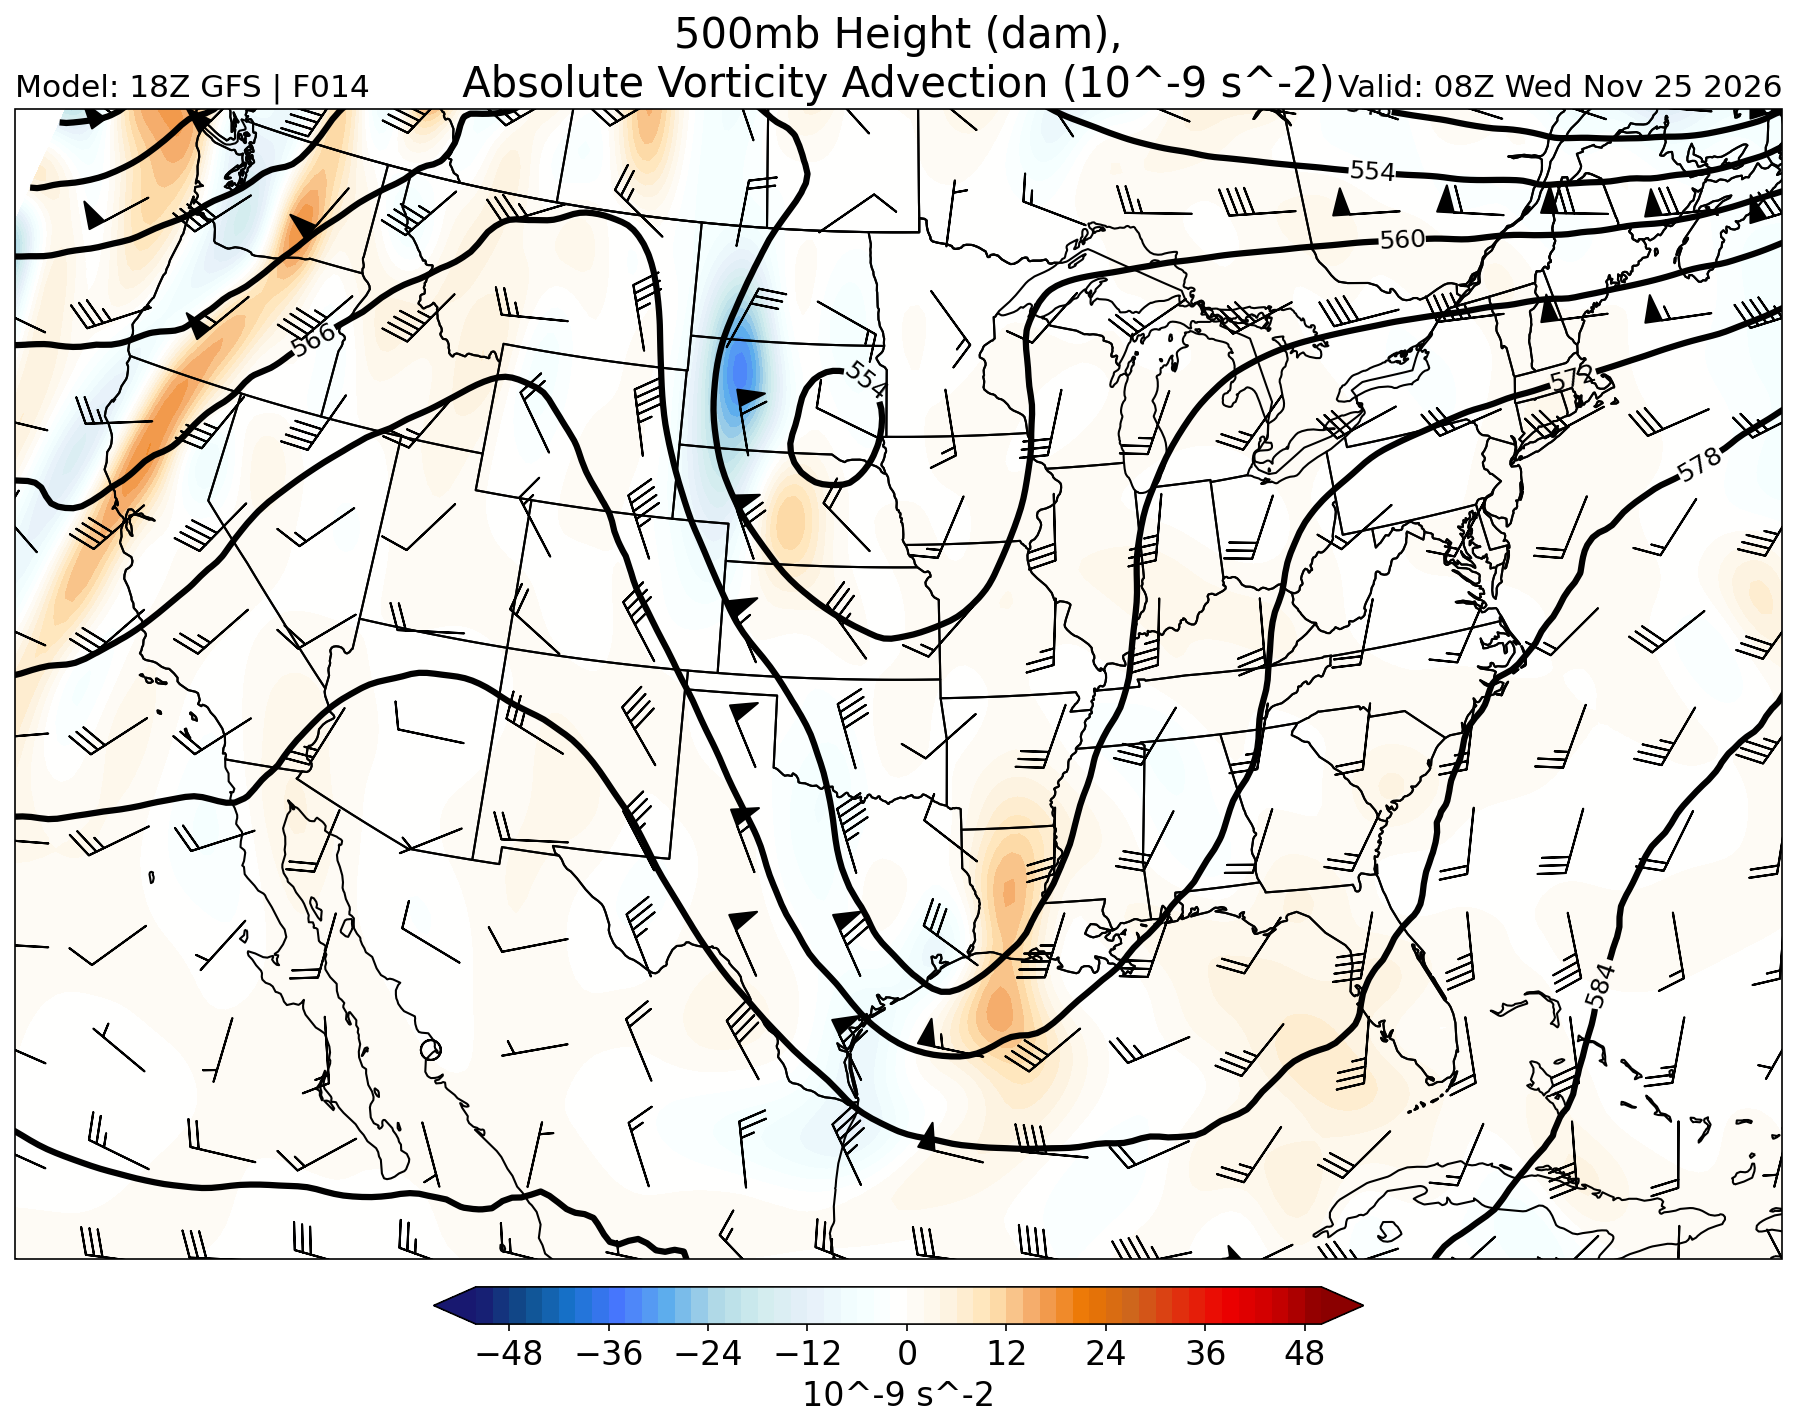 500mb Height (dam),
Model: 18Z GFS | F014
Absolute Vorticity Advection (10^-9 s^-2)
Valid: 08Z Wed Nov 25 2026
554
560
566
554
572
578
584
−48 −36 −24 −12 0 12 24 36 48
10^-9 s^-2